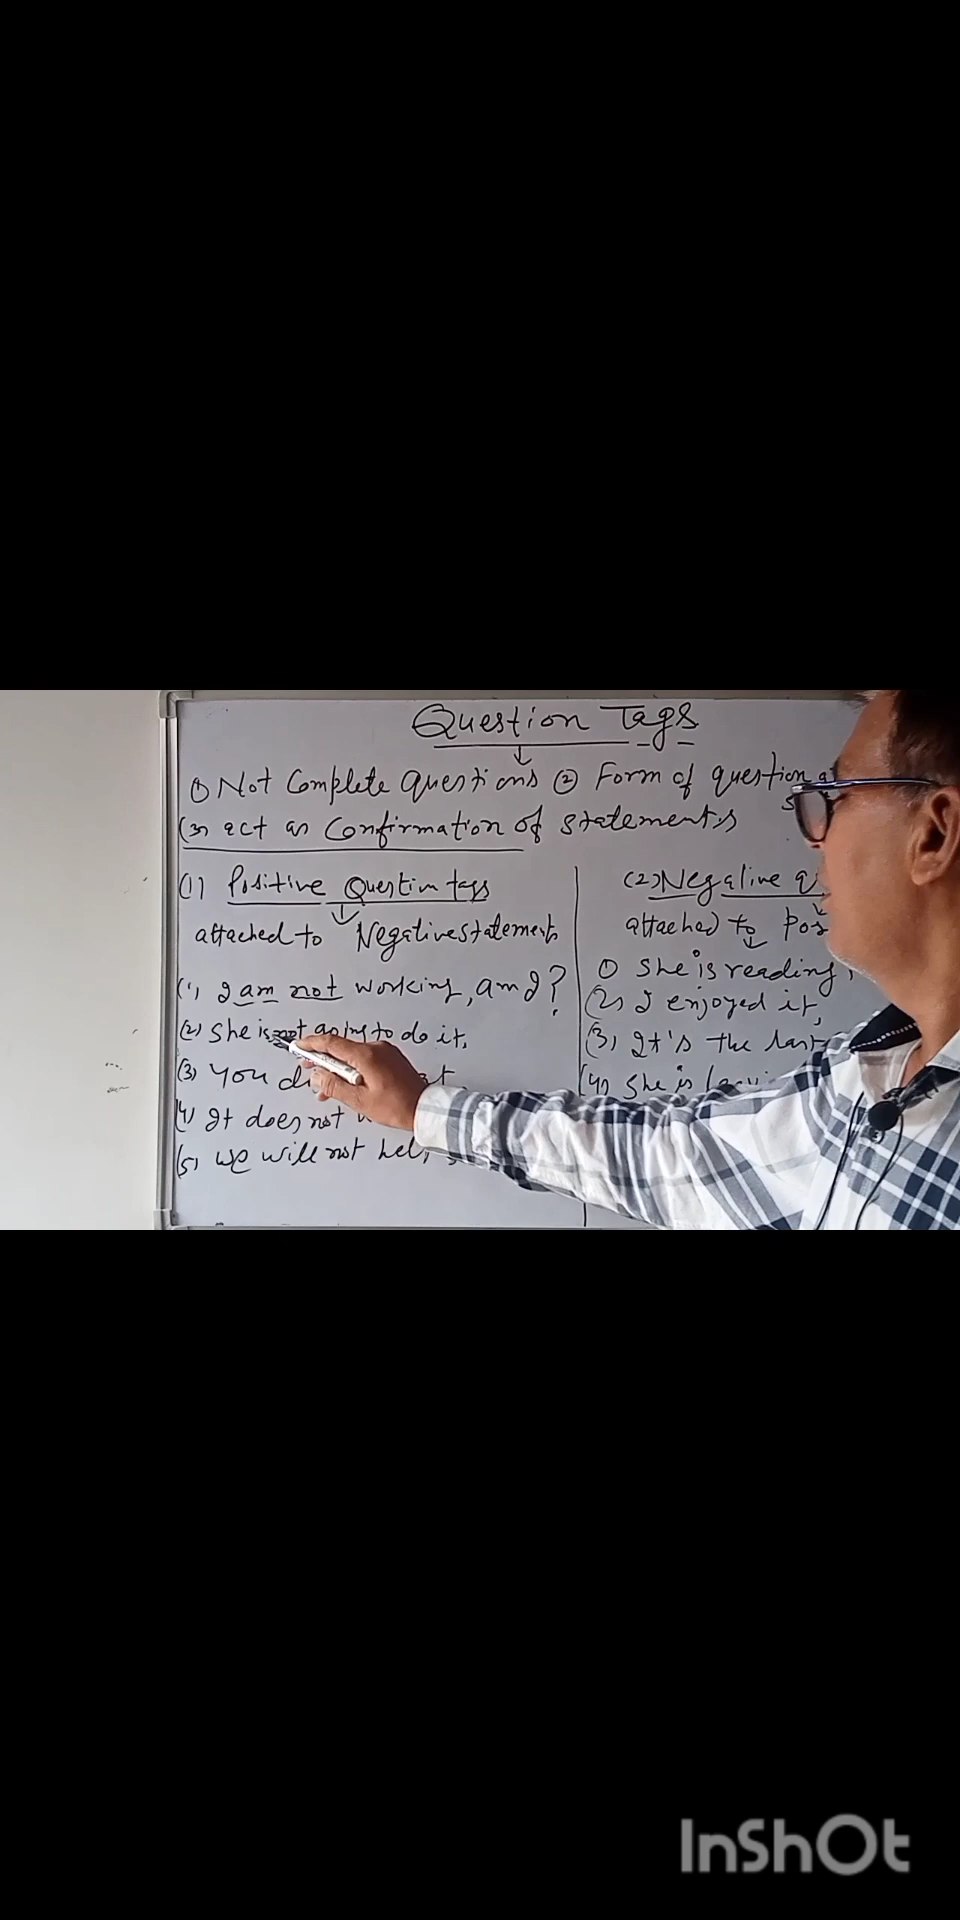 Question Tags
① Not Complete questions ② Form of question
(3) act as Confirmation of statements
(1) Positive Question tags
attached to Negative statements
(1) I am not working, am I?
(2) She is not going to do it,
(3) You
(4) It does not
(5) we will not
(2) Negative
attached to
① She is reading,
(2) I enjoyed it,
(3) It's the last
(4) She is
InShOt